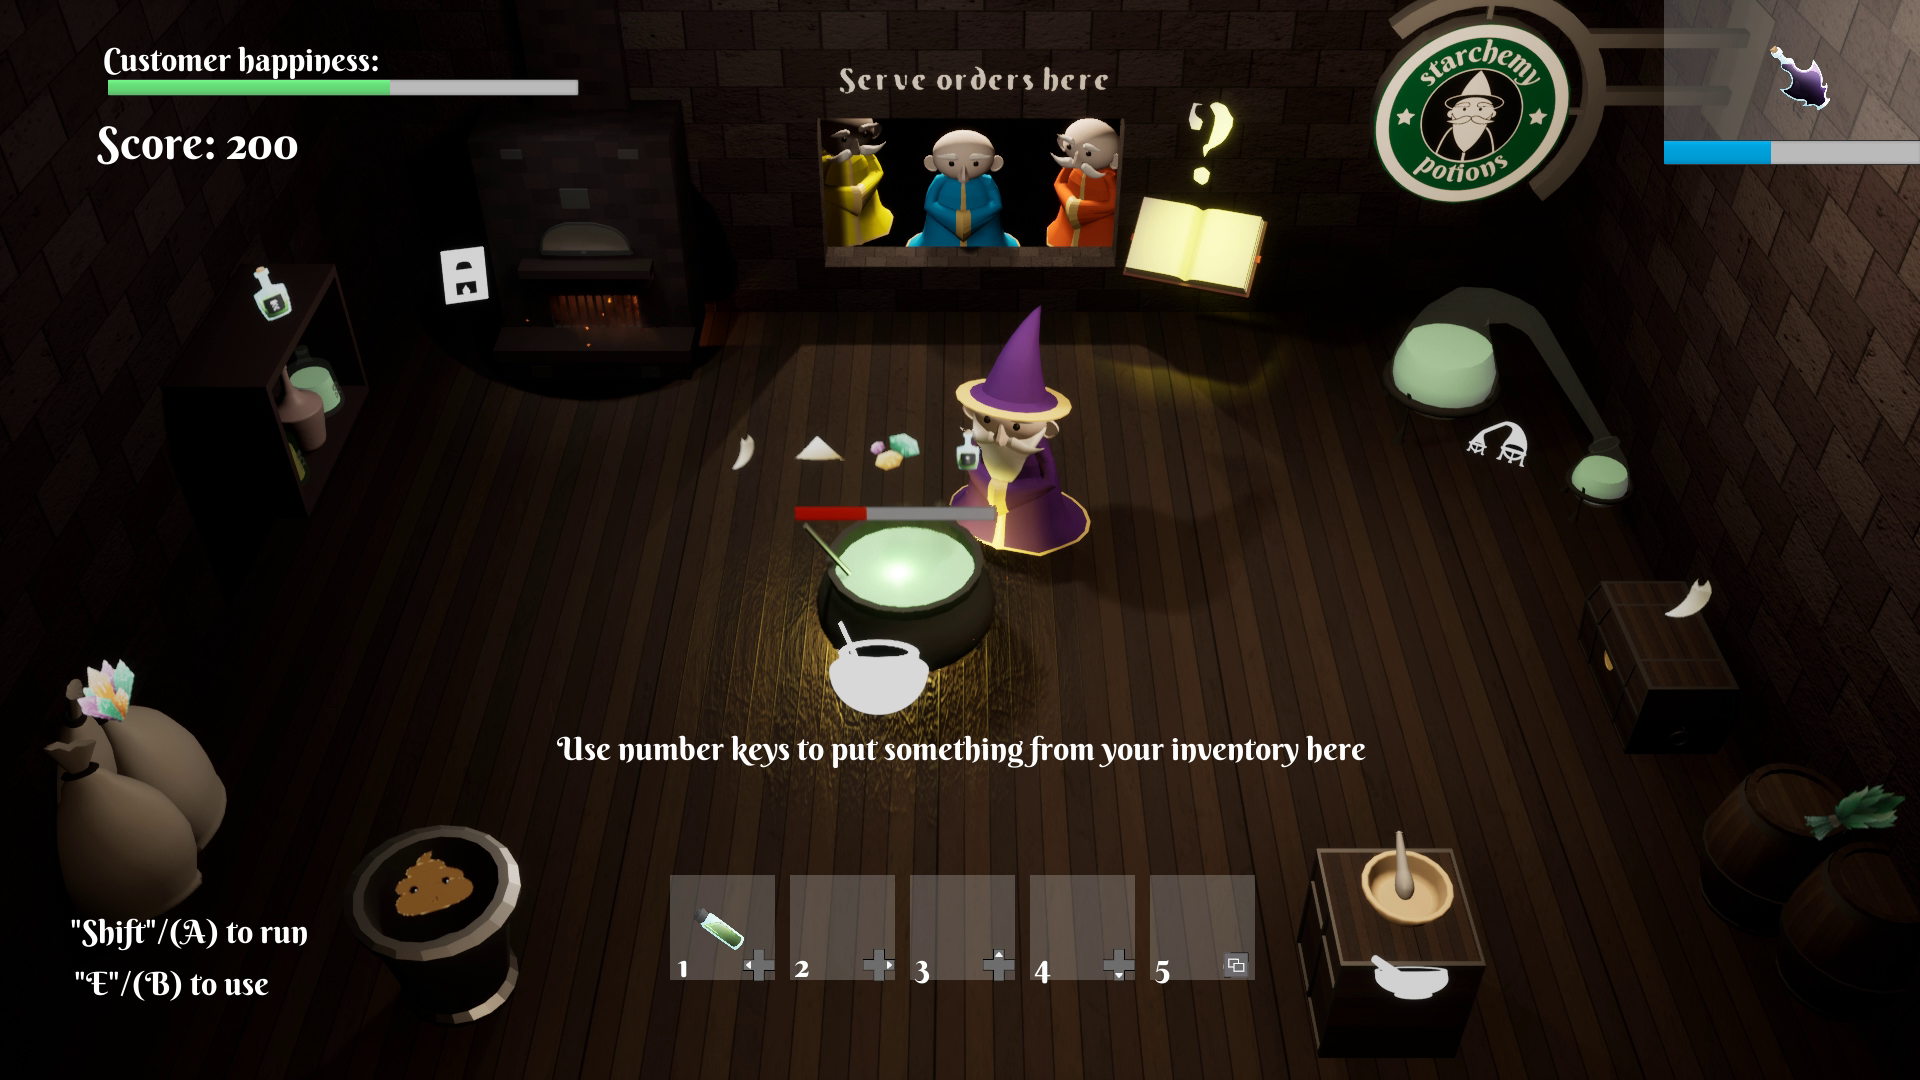 Customer happiness:
Score: 200
Serve orders here
starchemy
potions
Use number keys to put something from your inventory here
"Shift"/(A) to run
"E"/(B) to use
1
2
3
4
5